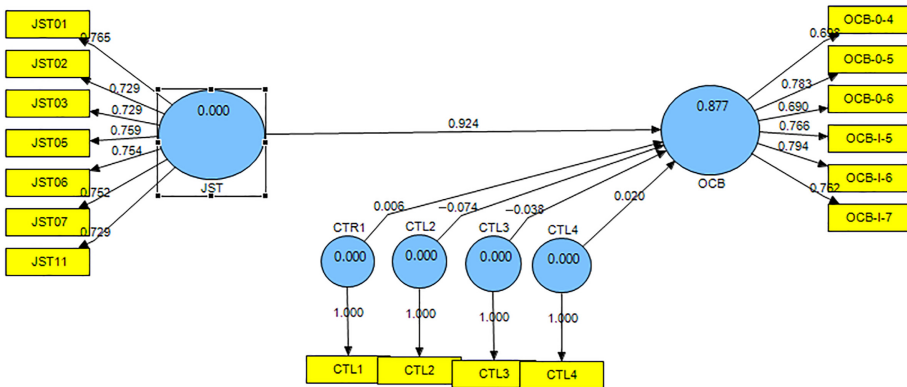 JST01
JST02
JST03
JST05
JST06
JST07
JST11
0.765
0.729
0.729
0.759
0.754
0.752
0.729
0.000
JST
0.924
0.877
OCB
OCB-0-4
OCB-0-5
OCB-0-6
OCB-I-5
OCB-I-6
OCB-I-7
0.783
0.690
0.766
0.794
0.762
0.006
−0.074
−0.038
0.020
CTR1
CTL2
CTL3
CTL4
0.000
0.000
0.000
0.000
1.000
1.000
1.000
1.000
CTL1
CTL2
CTL3
CTL4